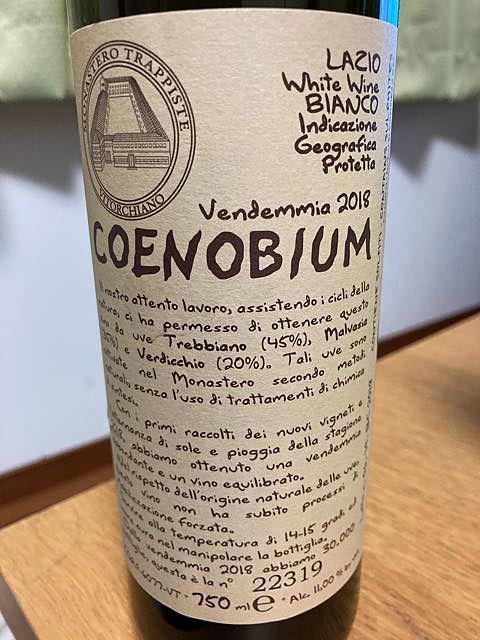 MONASTERO TRAPPISTE
VITORCHIANO
LAZIO
White Wine
BIANCO
Indicazione
Geografica
Protetta
Vendemmia 2018
COENOBIUM
Il nostro attento lavoro, assistendo i cicli della
natura, ci ha permesso di ottenere questo
da uve Trebbiano (45%), Malvasia
e Verdicchio (20%). Tali uve sono
nel Monastero secondo metodi
naturali, senza l'uso di trattamenti di chimica
Con i primi raccolti dei nuovi vigneti e
alternanza di sole e pioggia della stagione
abbiamo ottenuto una vendemmia
e un vino equilibrato.
rispetto dell'origine naturale delle uve,
vino non ha subito processi di
forzata.
alla temperatura di 14-15 gradi ed
cura nel manipolare la bottiglia.
vendemmia 2018 abbiamo 30.000
questa è la n° 22319
750 ml e * Alc. 11,00 %